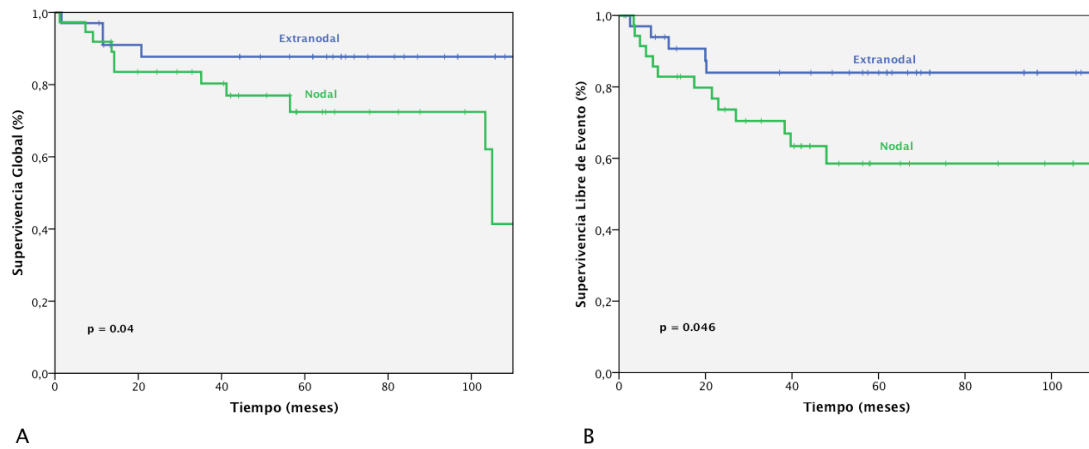 Supervivencia Global (%)
1,0
0,8
0,6
0,4
0,2
0,0
Extranodal
Nodal
p = 0.04
0
20
40
60
80
100
Tiempo (meses)
A
Supervivencia Libre de Evento (%)
1,0
0,8
0,6
0,4
0,2
0,0
Extranodal
Nodal
p = 0.046
0
20
40
60
80
100
Tiempo (meses)
B